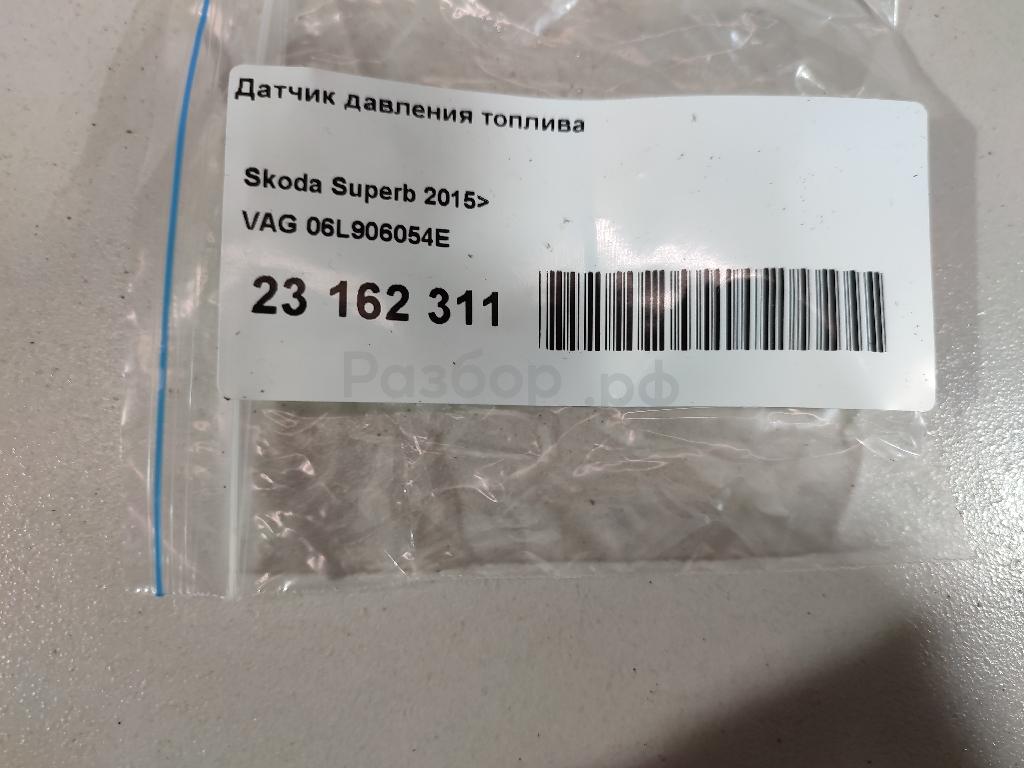 Датчик давления топлива
Skoda Superb 2015>
VAG 06L906054E
23 162 311
Разбор.рф